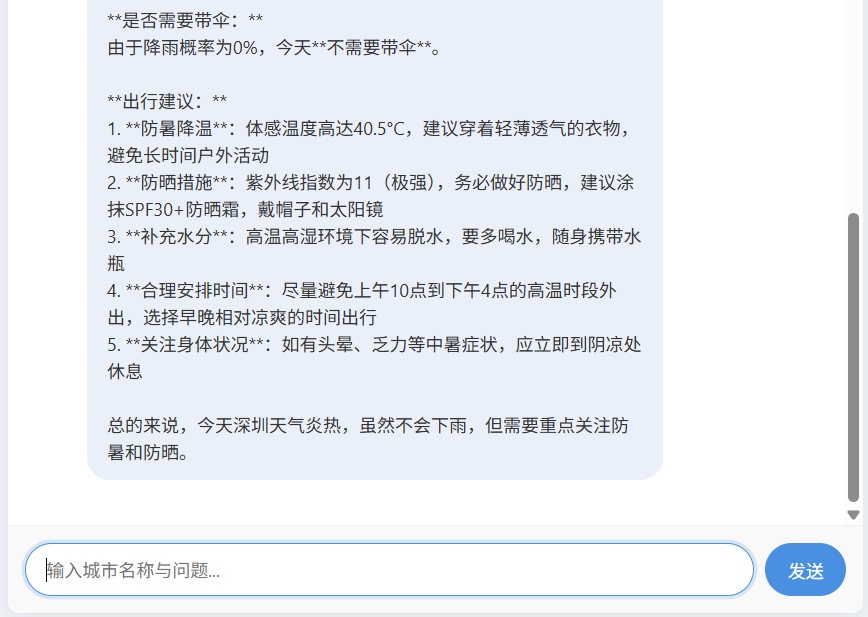 **是否需要带伞：**
由于降雨概率为0%，今天**不需要带伞**。
**出行建议：**
1. **防暑降温**：体感温度高达40.5°C，建议穿着轻薄透气的衣物，
避免长时间户外活动
2. **防晒措施**：紫外线指数为11（极强），务必做好防晒，建议涂
抹SPF30+防晒霜，戴帽子和太阳镜
3. **补充水分**：高温高湿环境下容易脱水，要多喝水，随身携带水
瓶
4. **合理安排时间**：尽量避免上午10点到下午4点的高温时段外
出，选择早晚相对凉爽的时间出行
5. **关注身体状况**：如有头晕、乏力等中暑症状，应立即到阴凉处
休息
总的来说，今天深圳天气炎热，虽然不会下雨，但需要重点关注防
暑和防晒。
输入城市名称与问题...
发送